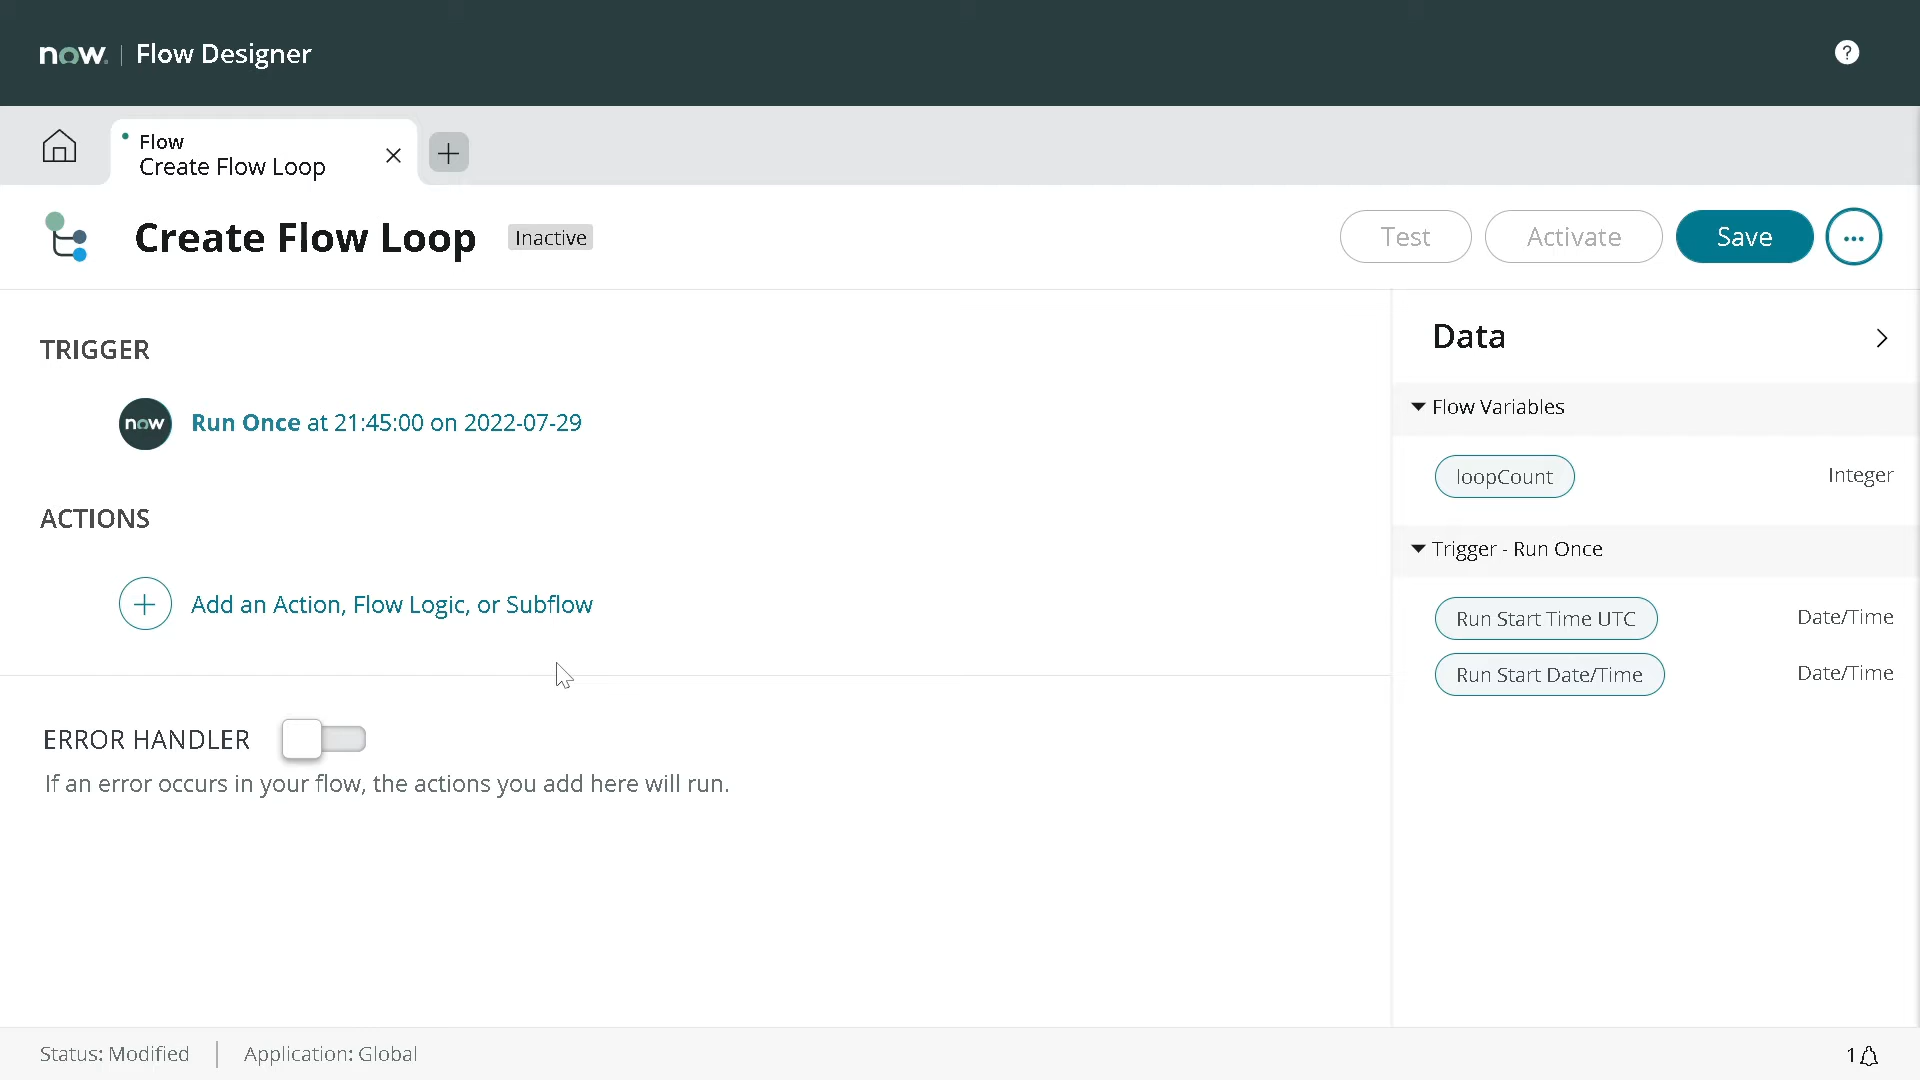 now. | Flow Designer
?
Flow
Create Flow Loop
Create Flow Loop
Inactive
Test
Activate
Save
...
TRIGGER
now
Run Once at 21:45:00 on 2022-07-29
ACTIONS
Add an Action, Flow Logic, or Subflow
ERROR HANDLER
If an error occurs in your flow, the actions you add here will run.
Data
Flow Variables
loopCount
Integer
Trigger - Run Once
Run Start Time UTC
Date/Time
Run Start Date/Time
Date/Time
Status: Modified | Application: Global
1